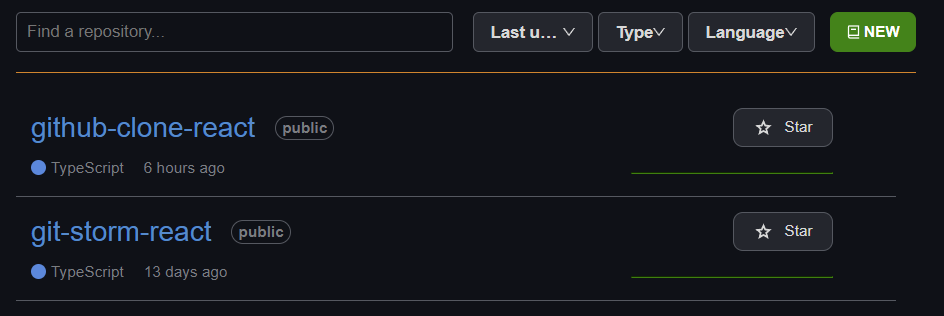 Find a repository... Last u... Type Language NEW
github-clone-react public Star
TypeScript 6 hours ago
git-storm-react public Star
TypeScript 13 days ago